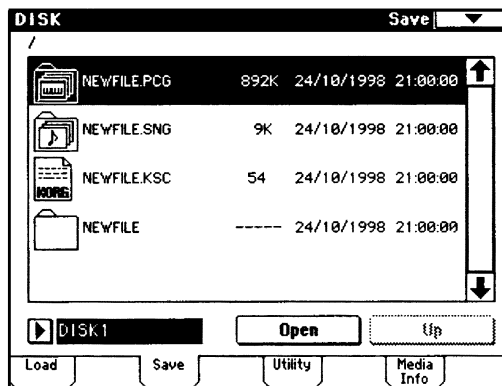 DISK Save
/
NEWFILE.PCG 892K 24/10/1998 21:00:00
NEWFILE.SNG 9K 24/10/1998 21:00:00
KORG NEWFILE.KSC 54 24/10/1998 21:00:00
NEWFILE ----- 24/10/1998 21:00:00
DISK1 Open Up
Load Save Utility Media Info